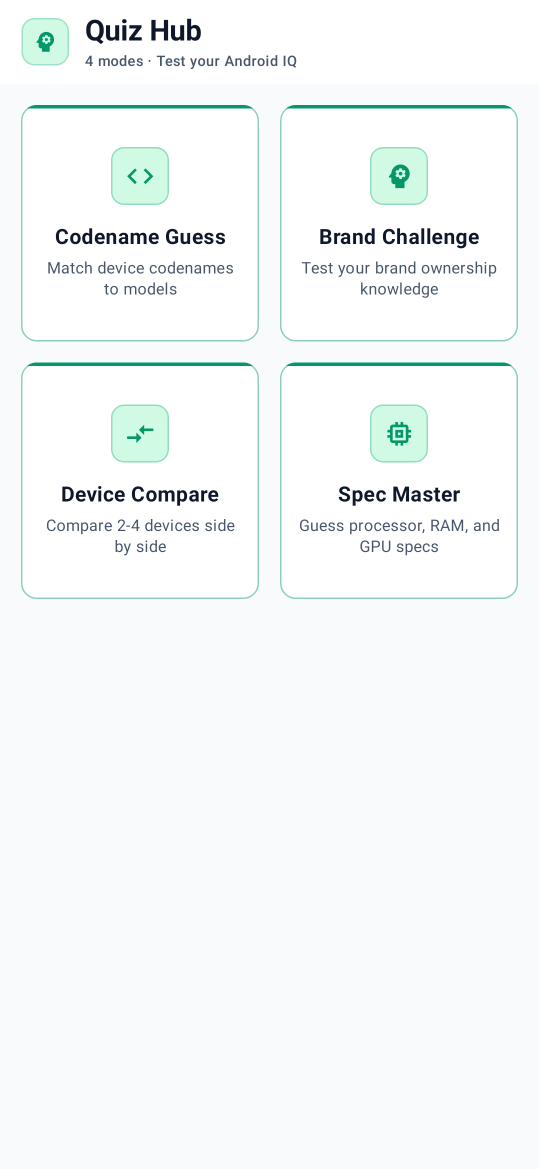 Quiz Hub
4 modes · Test your Android IQ
Codename Guess
Match device codenames
to models
Brand Challenge
Test your brand ownership
knowledge
Device Compare
Compare 2-4 devices side
by side
Spec Master
Guess processor, RAM, and
GPU specs